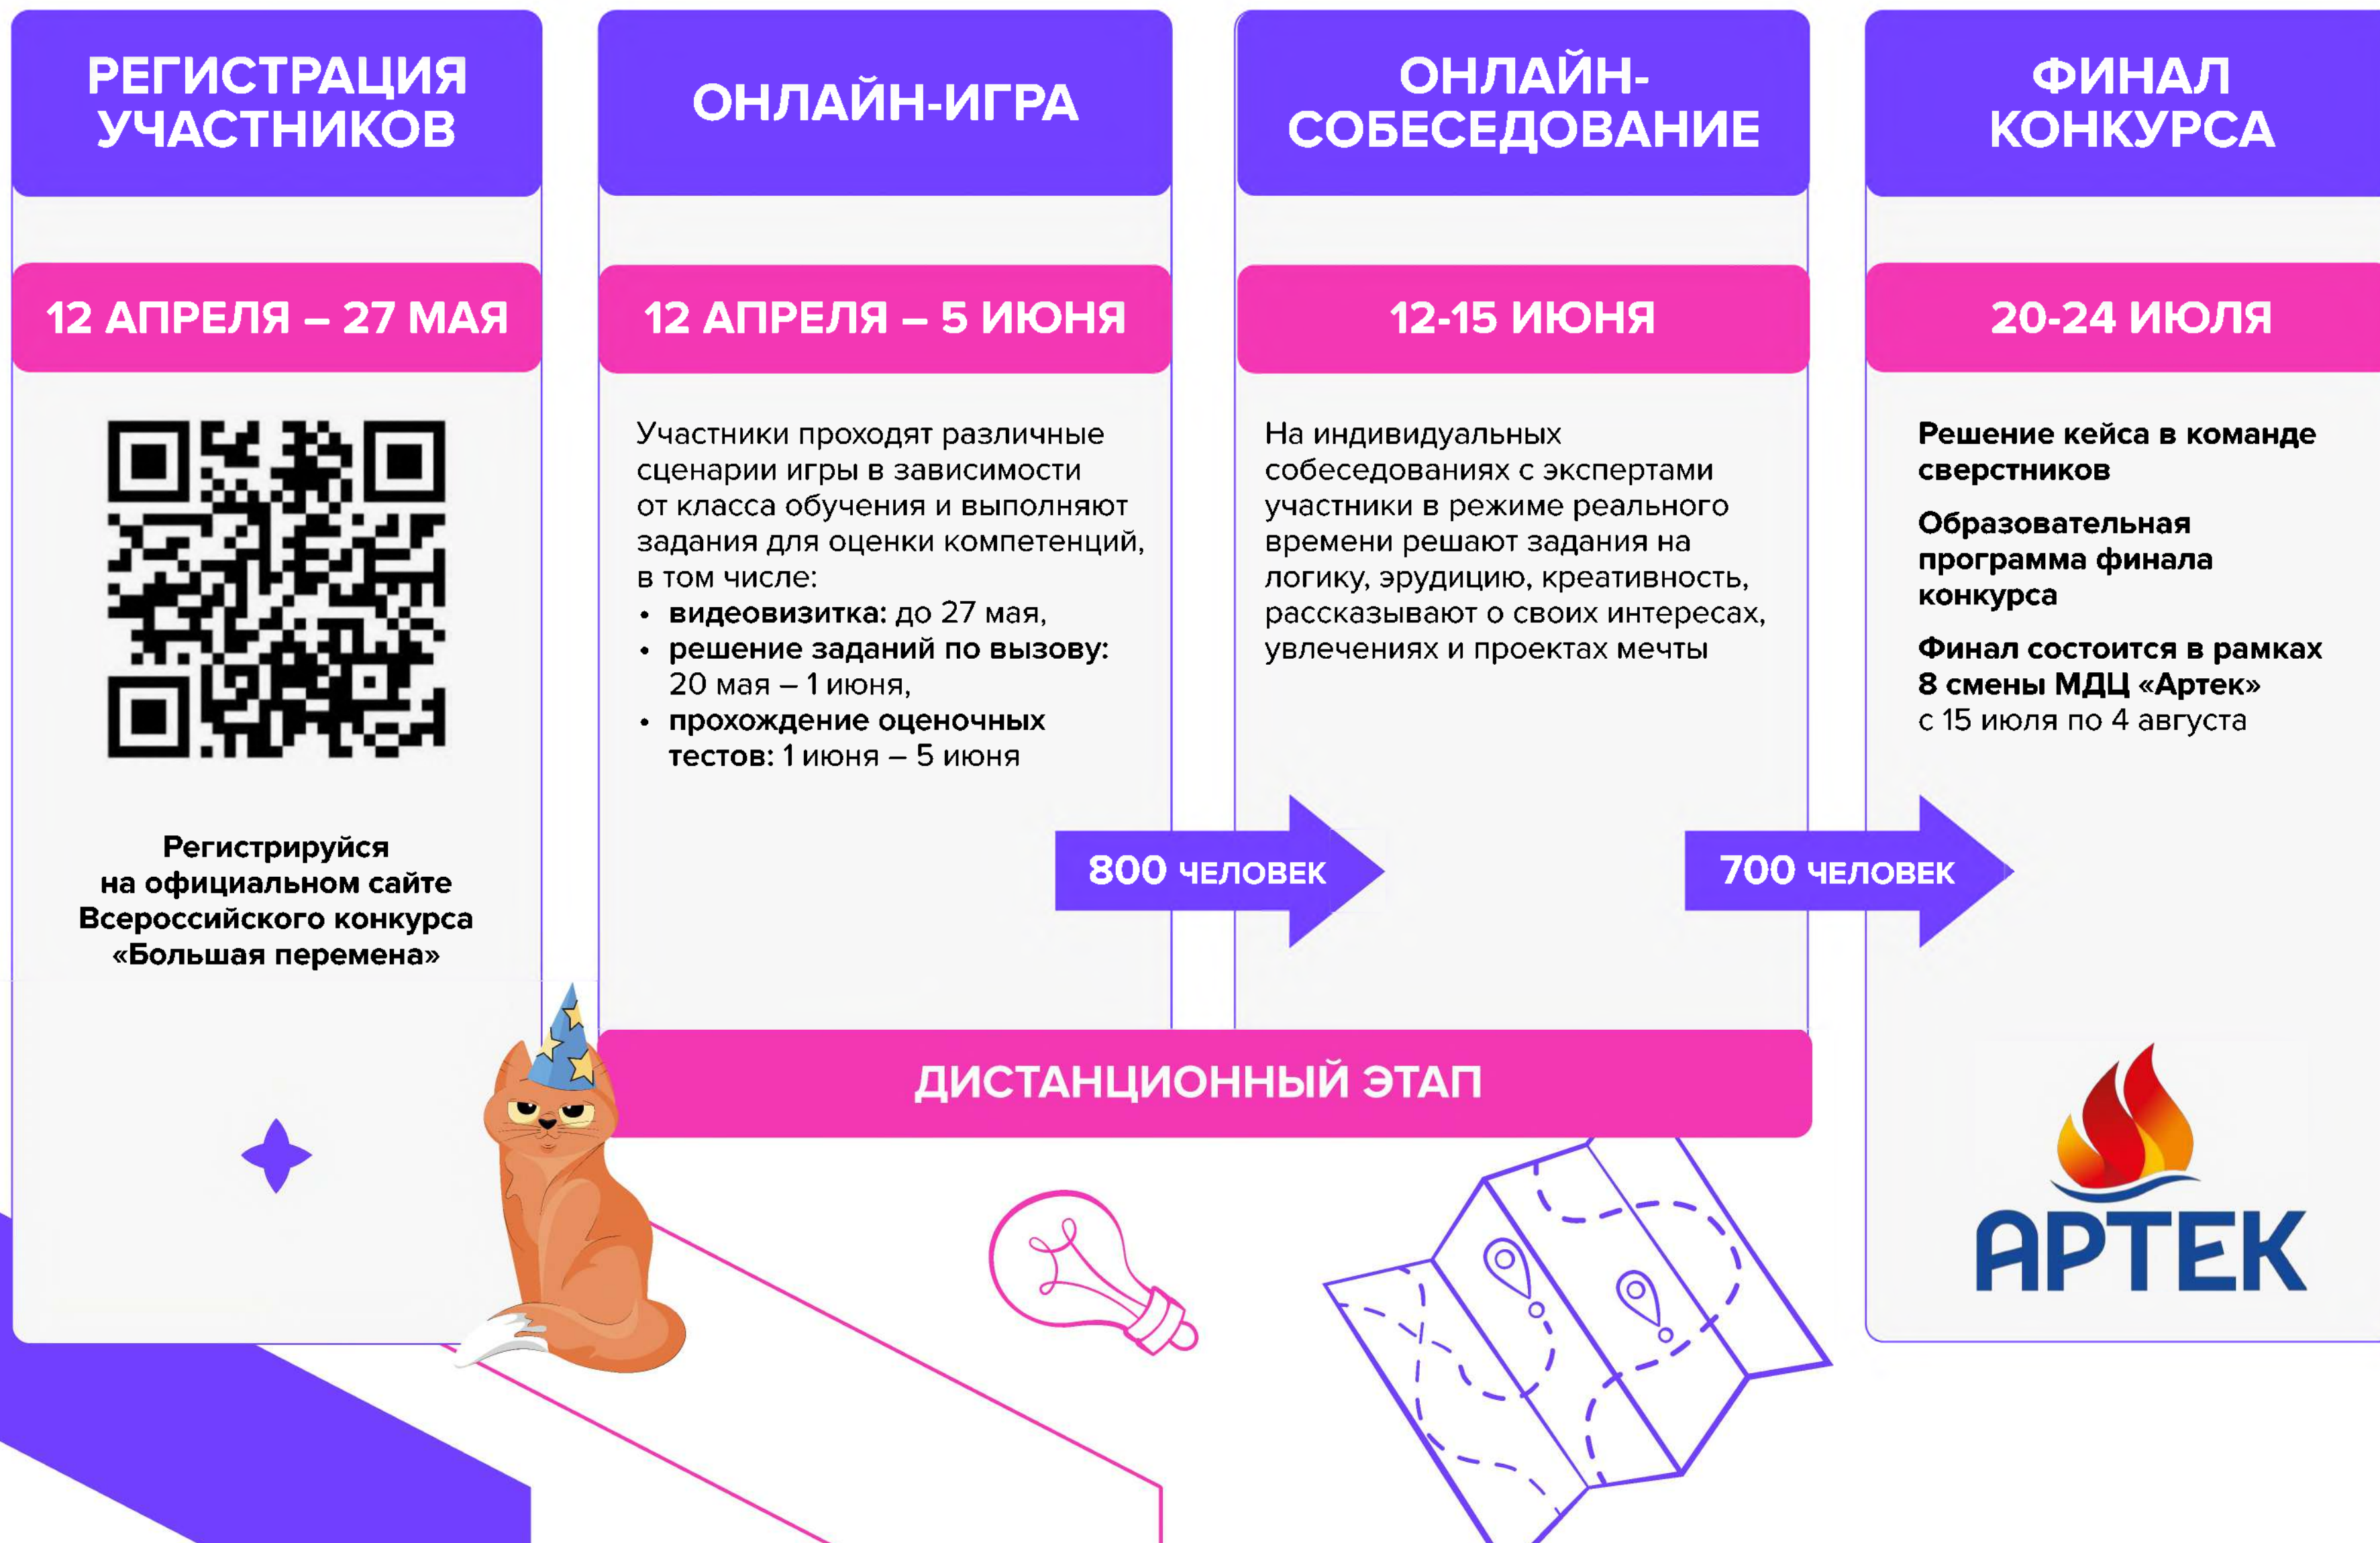 РЕГИСТРАЦИЯ
УЧАСТНИКОВ
12 АПРЕЛЯ – 27 МАЯ
Регистрируйся
на официальном сайте
Всероссийского конкурса
«Большая перемена»
ОНЛАЙН-ИГРА
12 АПРЕЛЯ – 5 ИЮНЯ
Участники проходят различные
сценарии игры в зависимости
от класса обучения и выполняют
задания для оценки компетенций,
в том числе:
• видеовизитка: до 27 мая,
• решение заданий по вызову:
20 мая – 1 июня,
• прохождение оценочных
тестов: 1 июня – 5 июня
800 ЧЕЛОВЕК
ОНЛАЙН-
СОБЕСЕДОВАНИЕ
12-15 ИЮНЯ
На индивидуальных
собеседованиях с экспертами
участники в режиме реального
времени решают задания на
логику, эрудицию, креативность,
рассказывают о своих интересах,
увлечениях и проектах мечты
700 ЧЕЛОВЕК
ДИСТАНЦИОННЫЙ ЭТАП
ФИНАЛ
КОНКУРСА
20-24 ИЮЛЯ
Решение кейса в команде
сверстников
Образовательная
программа финала
конкурса
Финал состоится в рамках
8 смены МДЦ «Артек»
с 15 июля по 4 августа
АРТЕК